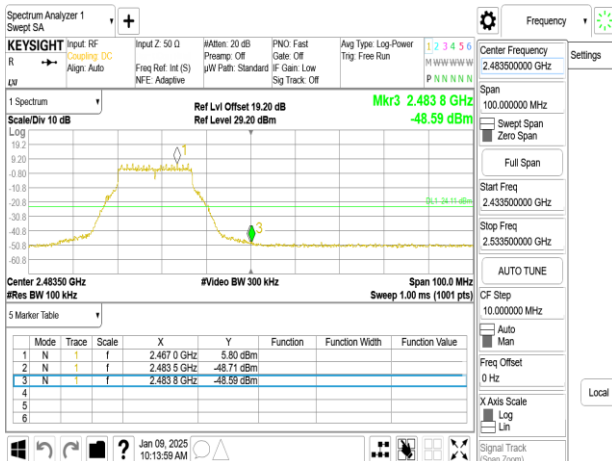 Spectrum Analyzer 1
Swept SA
Frequency
KEYSIGHT
R
Input: RF
Coupling: DC
Align: Auto
Input Z: 50 Ω
Freq Ref: Int (S)
NFE: Adaptive
#Atten: 20 dB
Preamp: Off
µW Path: Standard
PNO: Fast
Gate: Off
IF Gain: Low
Sig Track: Off
Avg Type: Log-Power
Trig: Free Run
1 2 3 4 5 6
M W W W W W
P N N N N N
Center Frequency
2.483500000 GHz
Settings
Span
100.000000 MHz
Swept Span
Zero Span
Full Span
Start Freq
2.433500000 GHz
Stop Freq
2.533500000 GHz
AUTO TUNE
CF Step
10.000000 MHz
Auto
Man
Freq Offset
0 Hz
X Axis Scale
Log
Lin
Signal Track
(Span Zoom)
Local
1 Spectrum
Scale/Div 10 dB
Ref Lvl Offset 19.20 dB
Ref Level 29.20 dBm
Mkr3 2.483 8 GHz
-48.59 dBm
Log
19.2
9.20
-0.80
-10.8
-20.8
-30.8
-40.8
-50.8
-60.8
1
3
Center 2.48350 GHz
#Res BW 100 kHz
#Video BW 300 kHz
Span 100.0 MHz
Sweep 1.00 ms (1001 pts)
5 Marker Table
Mode Trace Scale X Y Function Function Width Function Value
1 N 1 f 2.467 0 GHz 5.80 dBm
2 N 1 f 2.483 5 GHz -48.71 dBm
3 N 1 f 2.483 8 GHz -48.59 dBm
4
5
6
?
Jan 09, 2025
10:13:59 AM